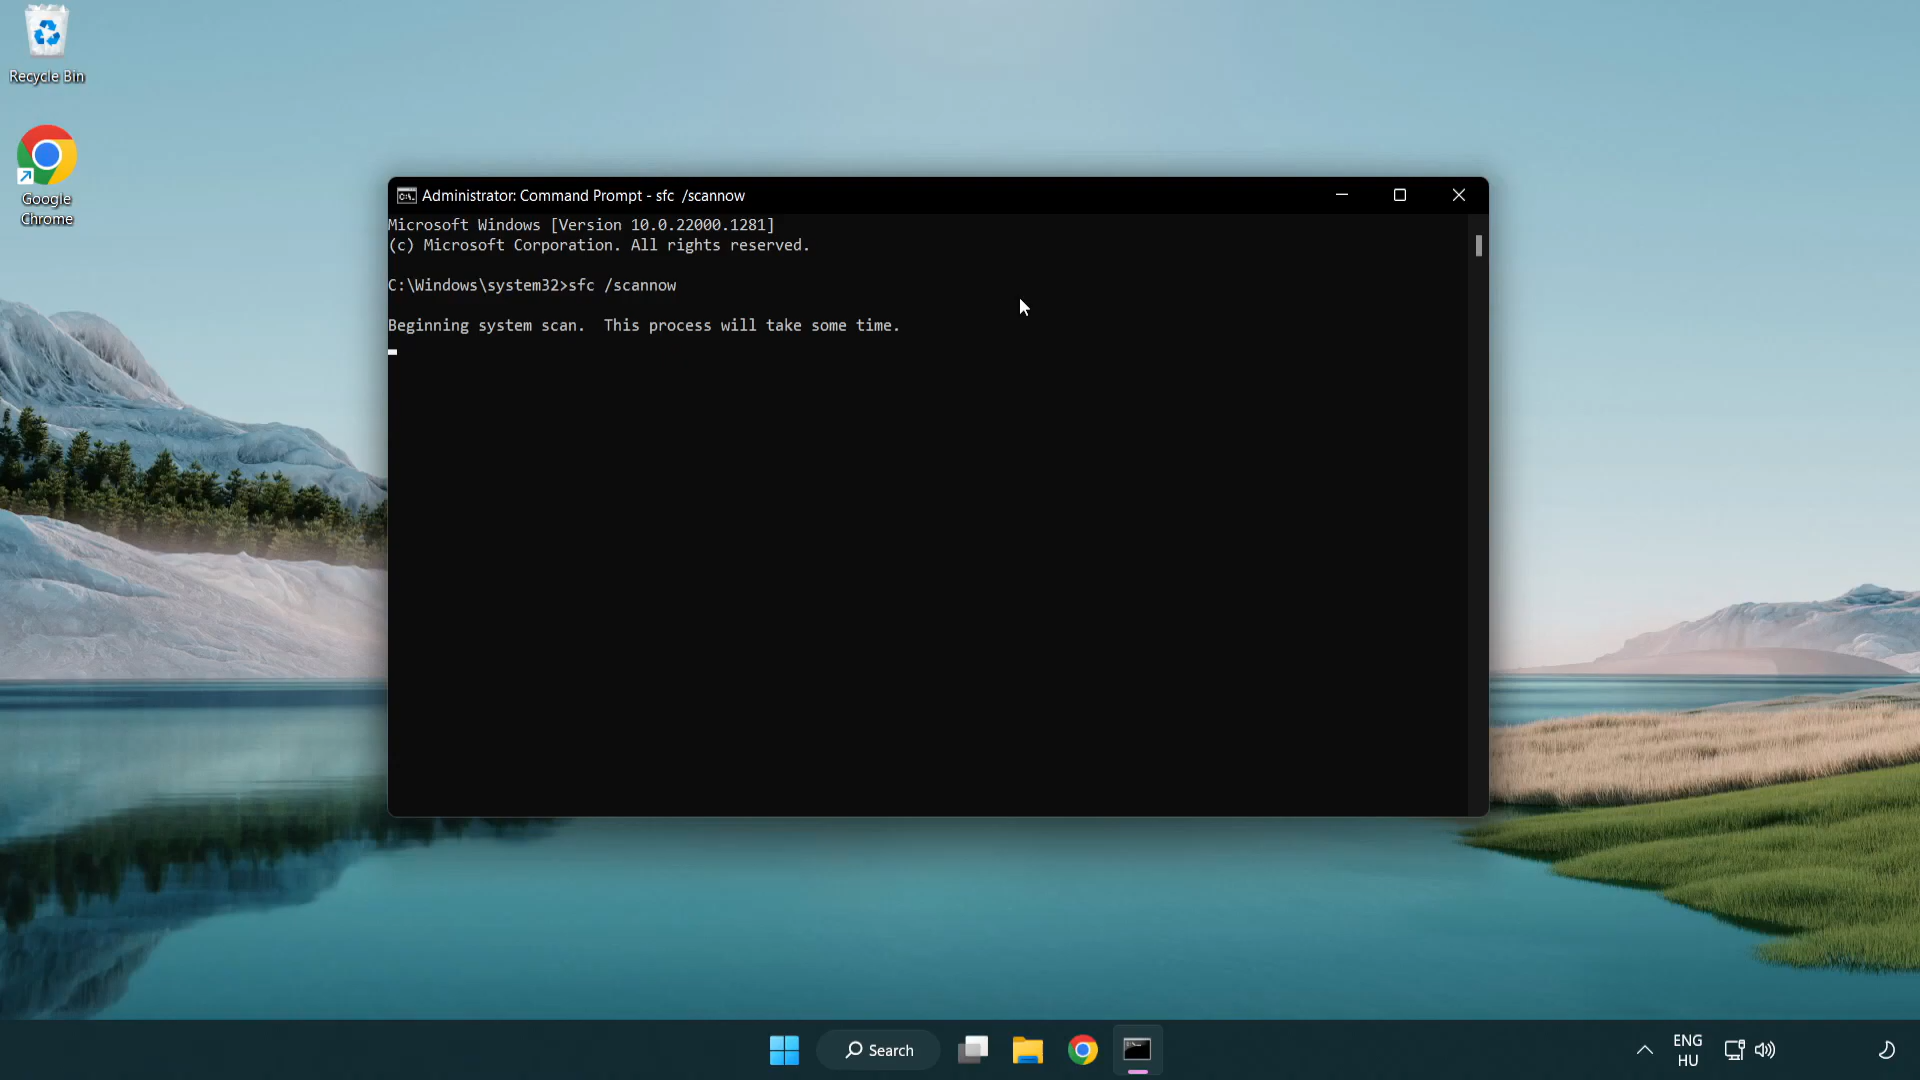 Recycle Bin
Google
Chrome
Administrator: Command Prompt - sfc  /scannow
Microsoft Windows [Version 10.0.22000.1281]
(c) Microsoft Corporation. All rights reserved.
C:\Windows\system32>sfc /scannow
Beginning system scan.  This process will take some time.
Search
ENG
HU